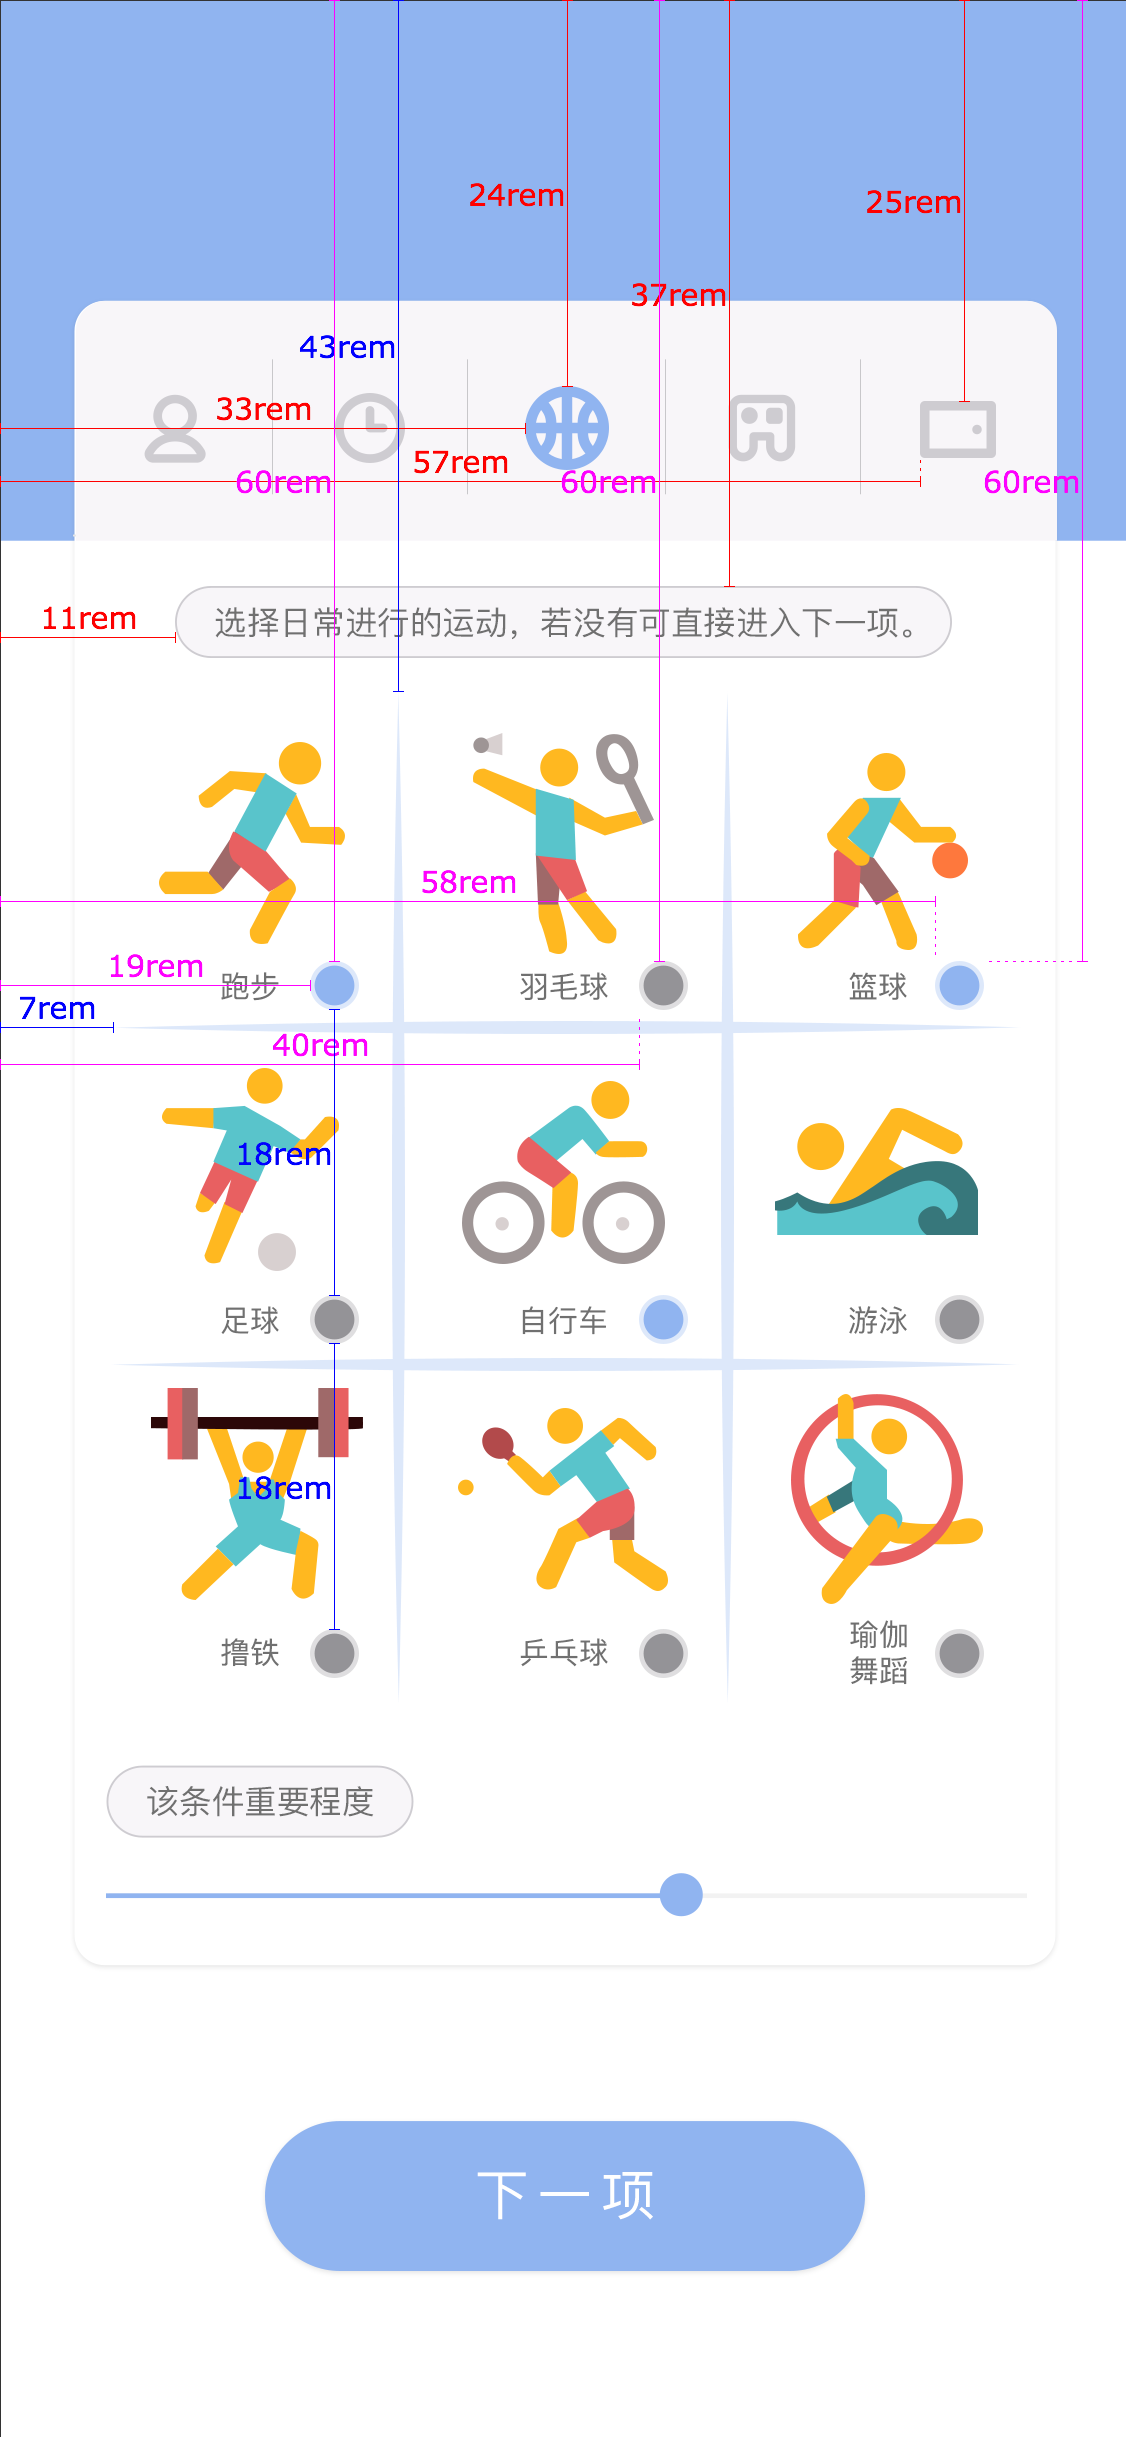 24rem
25rem
37rem
43rem
33rem
57rem
60rem
60rem
60rem
11rem
选择日常进行的运动，若没有可直接进入下一项。
58rem
19rem
跑步
羽毛球
篮球
7rem
40rem
18rem
足球
自行车
游泳
18rem
撸铁
乒乓球
瑜伽
舞蹈
该条件重要程度
下一项